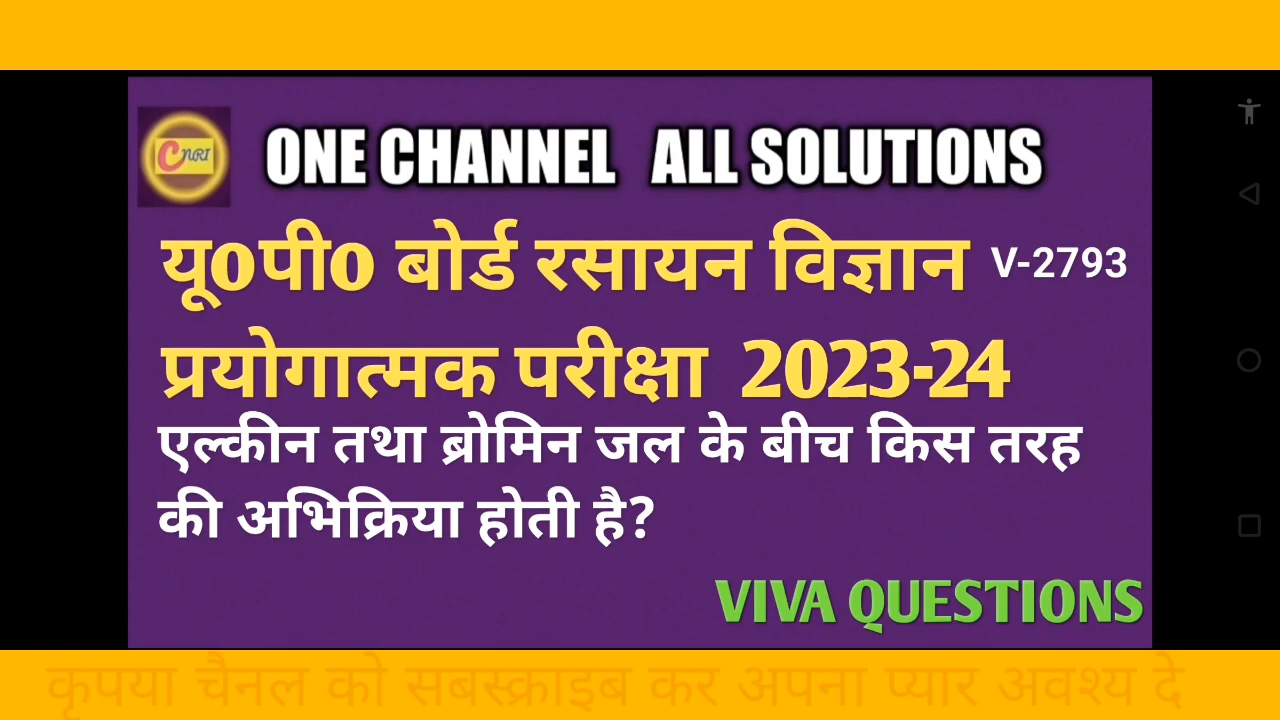 CNRI
ONE CHANNEL ALL SOLUTIONS
यू0पी0 बोर्ड रसायन विज्ञान V-2793
प्रयोगात्मक परीक्षा 2023-24
एल्कीन तथा ब्रोमिन जल के बीच किस तरह
की अभिक्रिया होती है?
VIVA QUESTIONS
कृपया चैनल को सबस्क्राइब कर अपना प्यार अवश्य दे